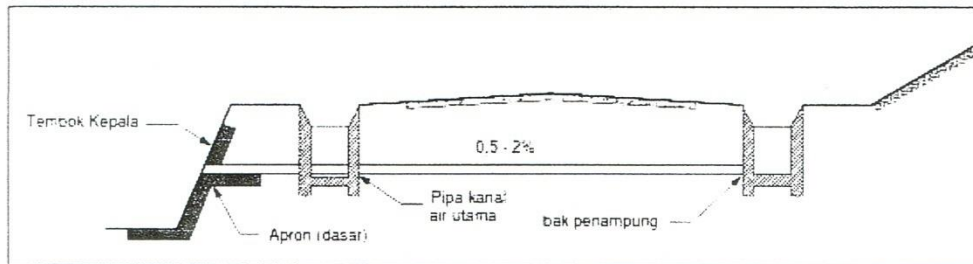 Tembok Kepala
0.5 - 2%
Pipa kanal
air utama
bak penampung
Apron (dasar)